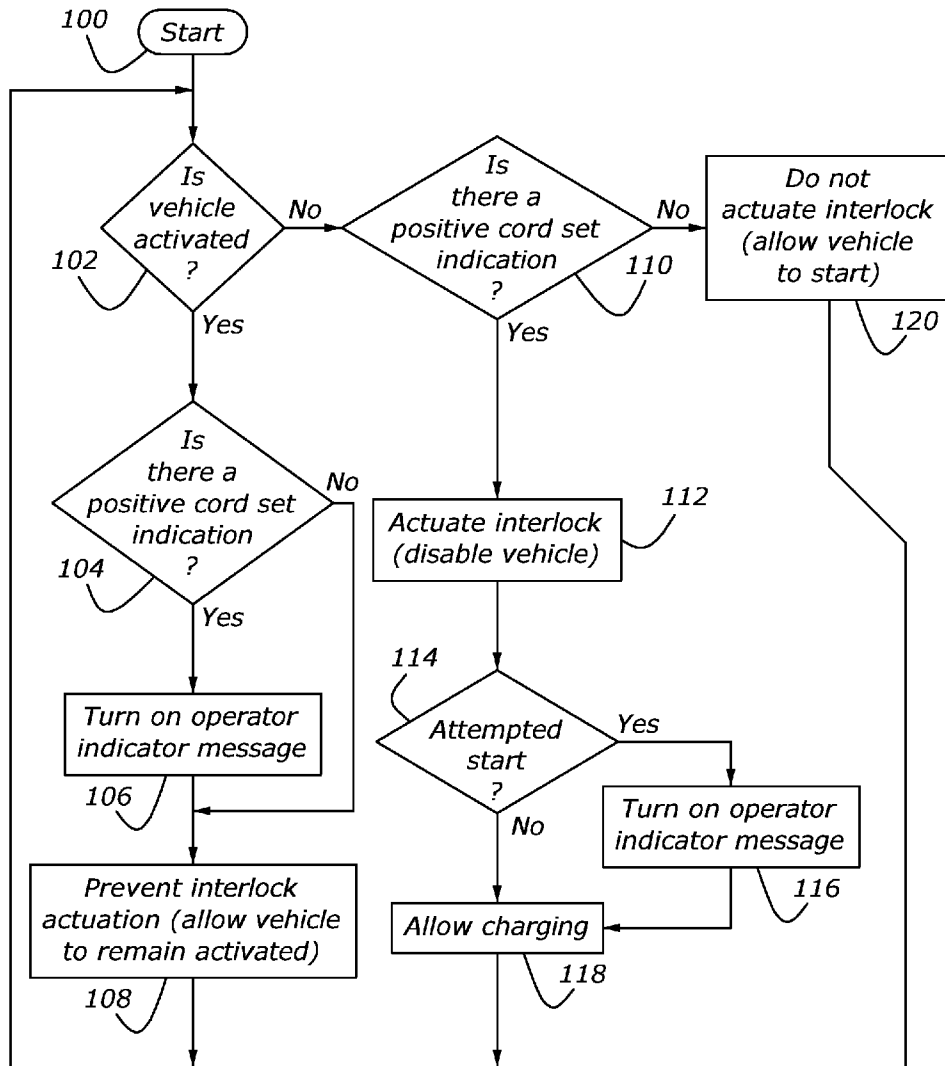 100
Start
Is
vehicle
activated
?
102
No
Yes
Is
there a
positive cord set
indication
?
110
No
Yes
Do not
actuate interlock
(allow vehicle
to start)
120
Is
there a
positive cord set
indication
?
104
No
Yes
Actuate interlock
(disable vehicle)
112
114
Attempted
start
?
Yes
No
Turn on operator
indicator message
106
Turn on operator
indicator message
116
Prevent interlock
actuation (allow vehicle
to remain activated)
108
Allow charging
118